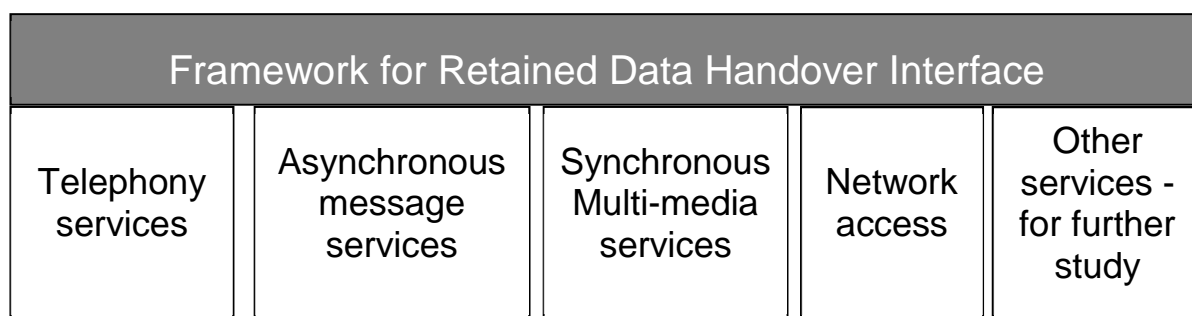 Framework for Retained Data Handover Interface
Telephony
services
Asynchronous
message
services
Synchronous
Multi-media
services
Network
access
Other
services -
for further
study